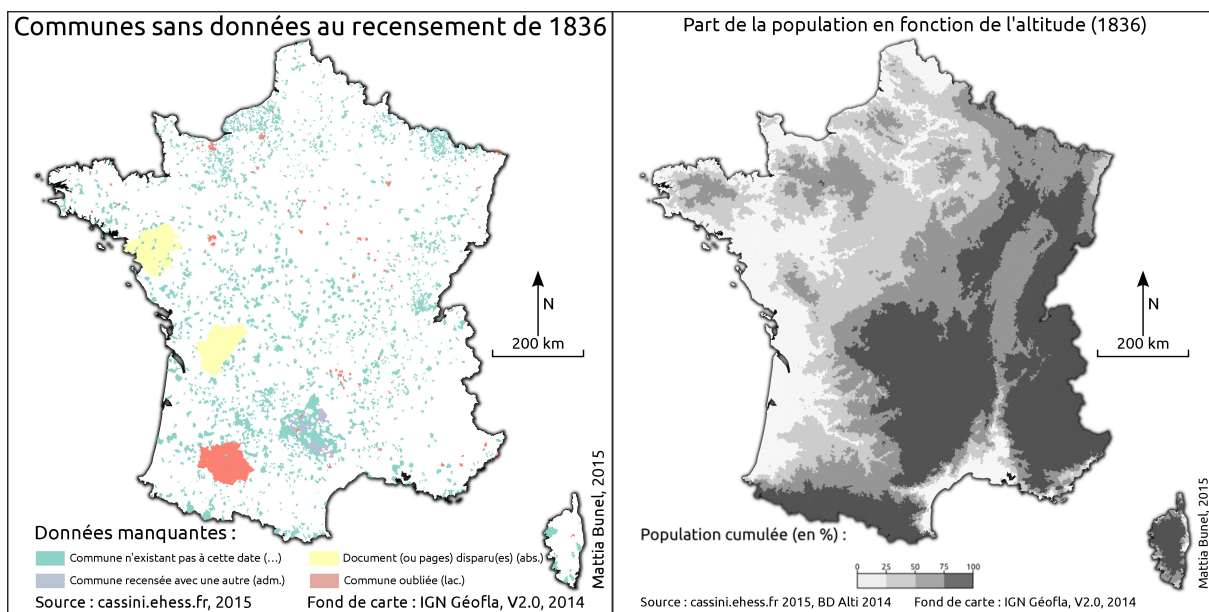 Communes sans données au recensement de 1836
N
200 km
Données manquantes :
Commune n'existant pas à cette date (...)
Document (ou pages) disparu(es) (abs.)
Commune recensée avec une autre (adm.)
Commune oubliée (lac.)
Source : cassini.ehess.fr, 2015
Fond de carte : IGN Géofla, V2.0, 2014
Mattia Bunel, 2015
Part de la population en fonction de l'altitude (1836)
N
200 km
Population cumulée (en %) :
0 25 50 75 100
Source : cassini.ehess.fr 2015, BD Alti 2014
Fond de carte : IGN Géofla, V2.0, 2014
Mattia Bunel, 2015